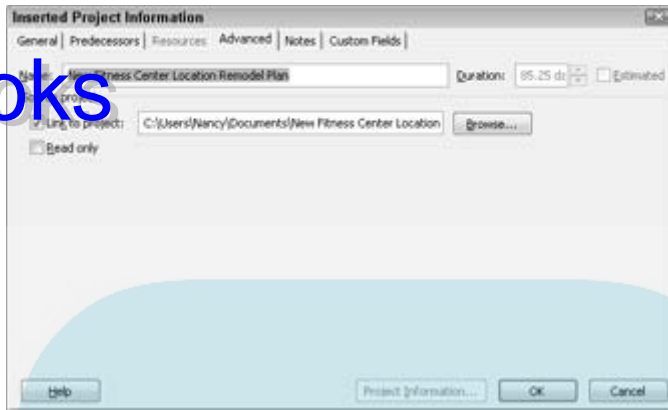 Inserted Project Information
General Predecessors Resources Advanced Notes Custom Fields
Name: New Fitness Center Location Remodel Plan Duration: 85.25 d Estimated
oks
project
Link to project: C:\Users\Nancy\Documents\New Fitness Center Location Browse...
Read only
Help Project Information... OK Cancel